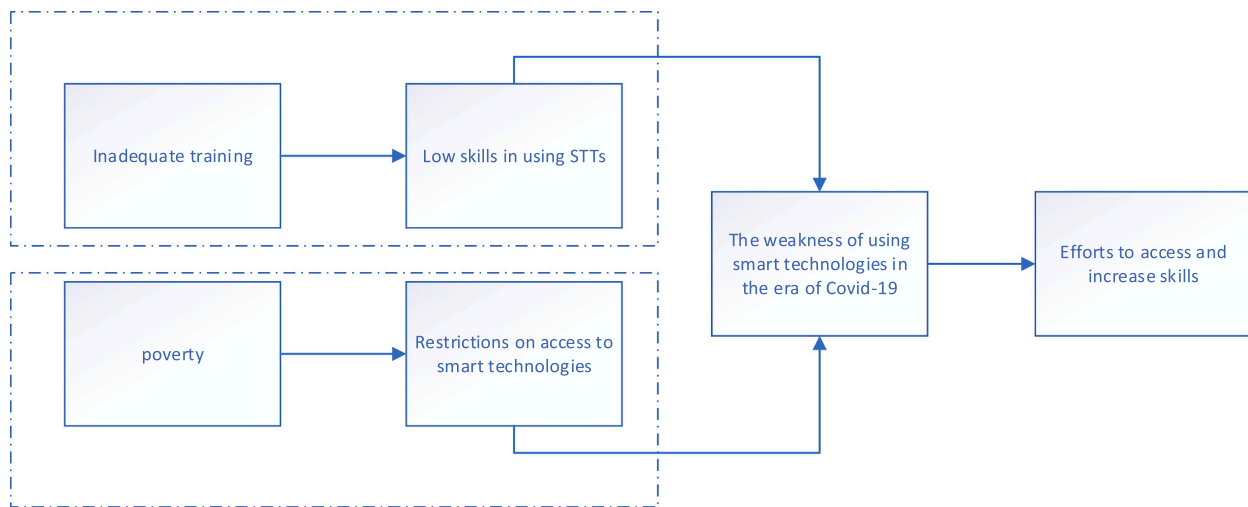 Inadequate training
Low skills in using STTs
The weakness of using
smart technologies in
the era of Covid-19
Efforts to access and
increase skills
poverty
Restrictions on access to
smart technologies